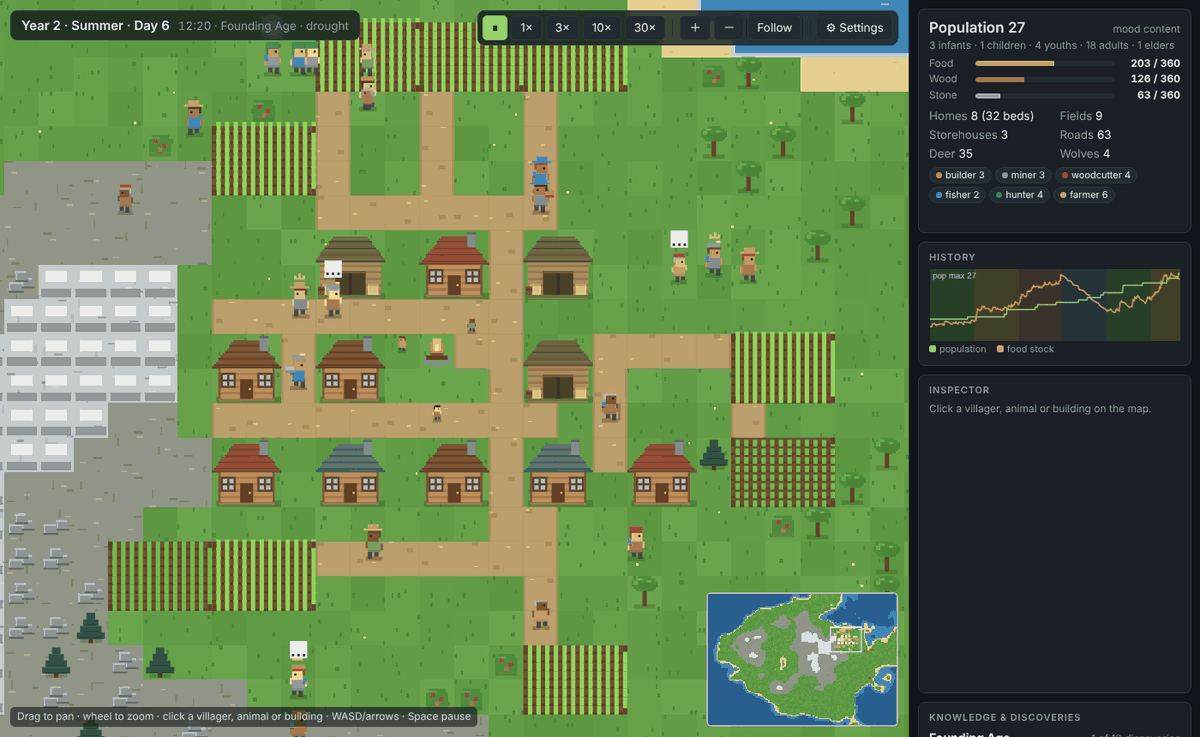 Year 2 · Summer · Day 6 12:20 · Founding Age · drought
1× 3× 10× 30× + − Follow ⚙ Settings
Population 27 mood content
3 infants · 1 children · 4 youths · 18 adults · 1 elders
Food 203 / 360
Wood 126 / 360
Stone 63 / 360
Homes 8 (32 beds) Fields 9
Storehouses 3 Roads 63
Deer 35 Wolves 4
builder 3 miner 3 woodcutter 4
fisher 2 hunter 4 farmer 6
HISTORY
pop max 27
population food stock
INSPECTOR
Click a villager, animal or building on the map.
KNOWLEDGE & DISCOVERIES
Drag to pan · wheel to zoom · click a villager, animal or building · WASD/arrows · Space pause